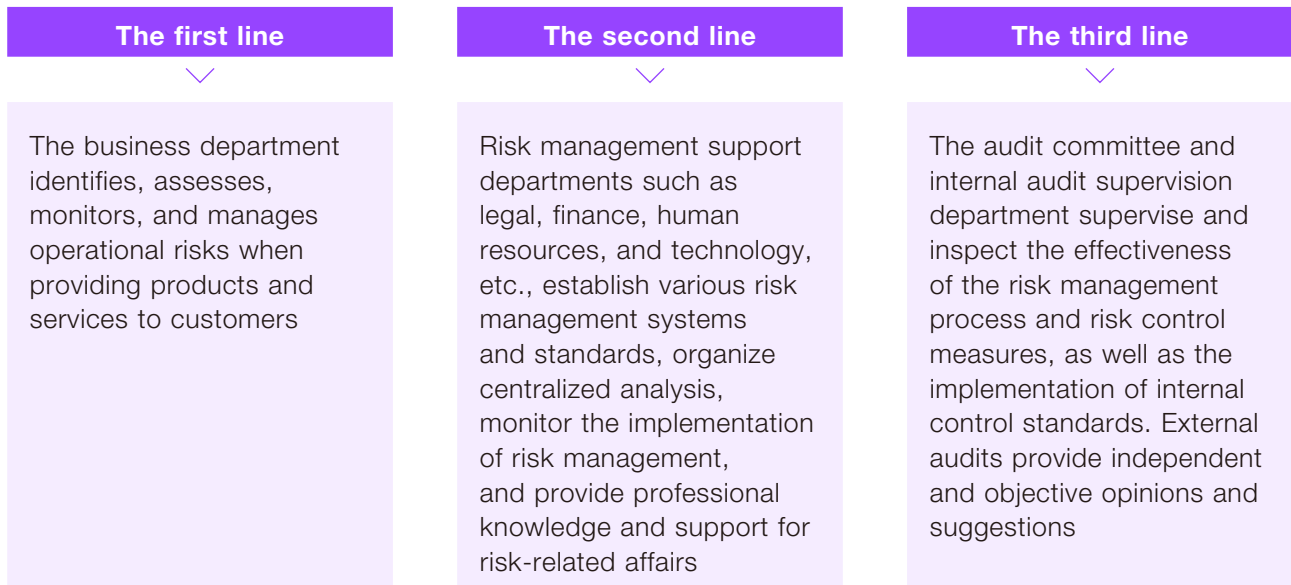 The first line
The business department
identifies, assesses,
monitors, and manages
operational risks when
providing products and
services to customers
The second line
Risk management support
departments such as
legal, finance, human
resources, and technology,
etc., establish various risk
management systems
and standards, organize
centralized analysis,
monitor the implementation
of risk management,
and provide professional
knowledge and support for
risk-related affairs
The third line
The audit committee and
internal audit supervision
department supervise and
inspect the effectiveness
of the risk management
process and risk control
measures, as well as the
implementation of internal
control standards. External
audits provide independent
and objective opinions and
suggestions